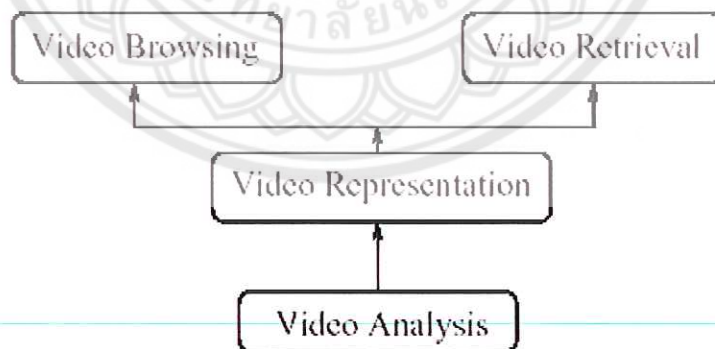 Video Browsing
Video Retrieval
Video Representation
Video Analysis